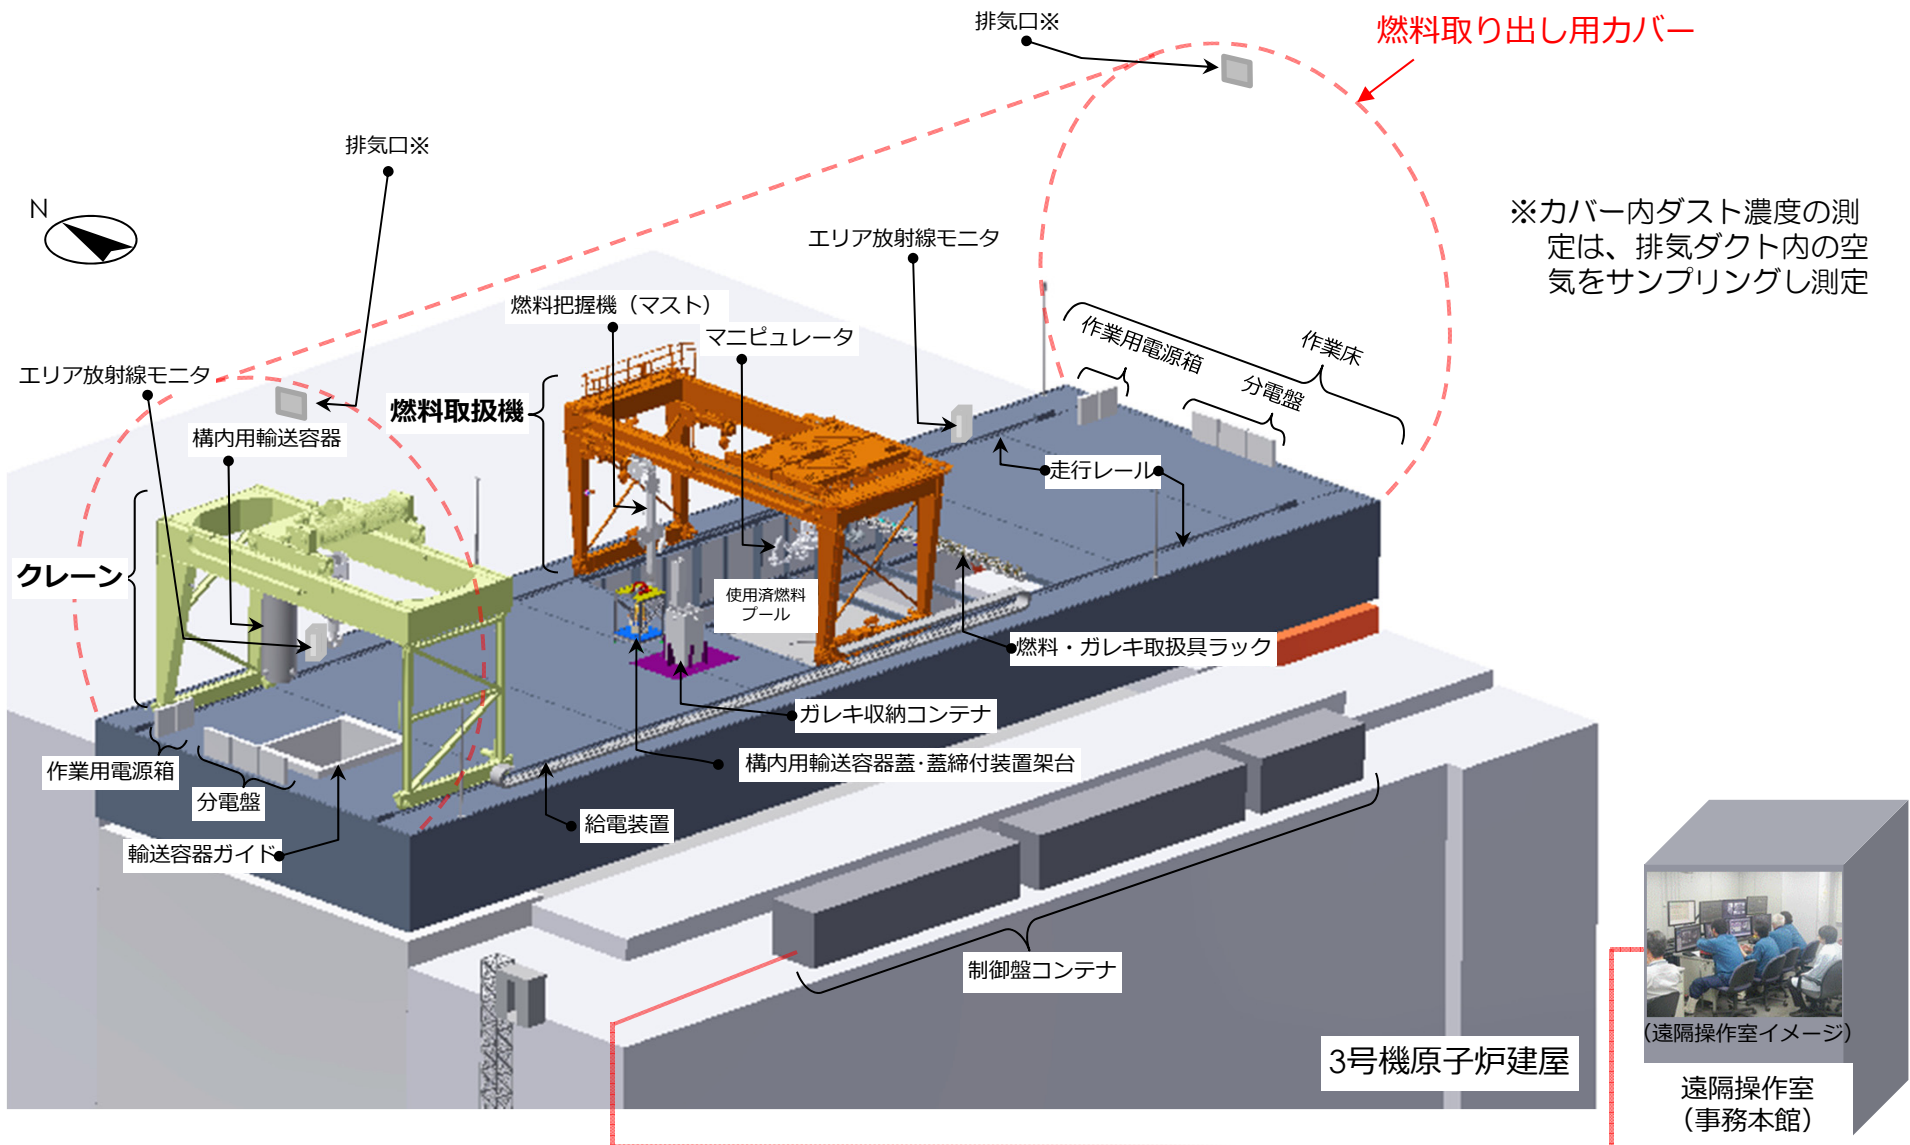 排気口※
燃料取り出し用カバー
排気口※
N
※カバー内ダスト濃度の測
定は、排気ダクト内の空
気をサンプリングし測定
エリア放射線モニタ
燃料把握機（マスト）
マニピュレータ
作業用電源箱
作業床
分電盤
エリア放射線モニタ
燃料取扱機
構内用輸送容器
走行レール
クレーン
使用済燃料
プール
燃料・ガレキ取扱具ラック
ガレキ収納コンテナ
構内用輸送容器蓋・蓋締付装置架台
作業用電源箱
分電盤
給電装置
輸送容器ガイド
制御盤コンテナ
3号機原子炉建屋
（遠隔操作室イメージ）
遠隔操作室
（事務本館）